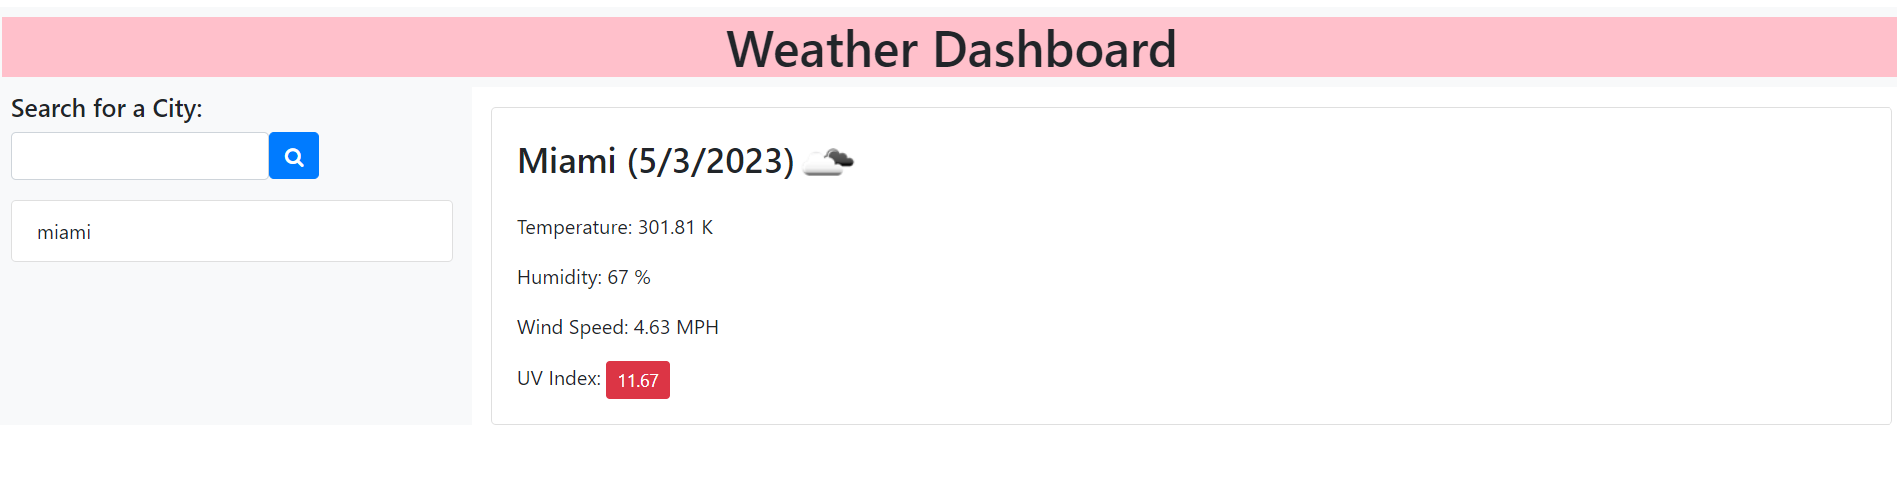 Weather Dashboard
Search for a City:
miami
Miami (5/3/2023)
Temperature: 301.81 K
Humidity: 67 %
Wind Speed: 4.63 MPH
UV Index: 11.67